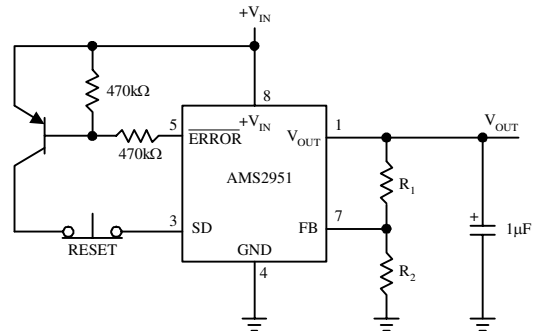 +V_IN
470kΩ
8
+V_IN
5
ERROR
470kΩ
V_OUT
1
V_OUT
AMS2951
R_1
3
SD
RESET
7
FB
+
1µF
GND
4
R_2